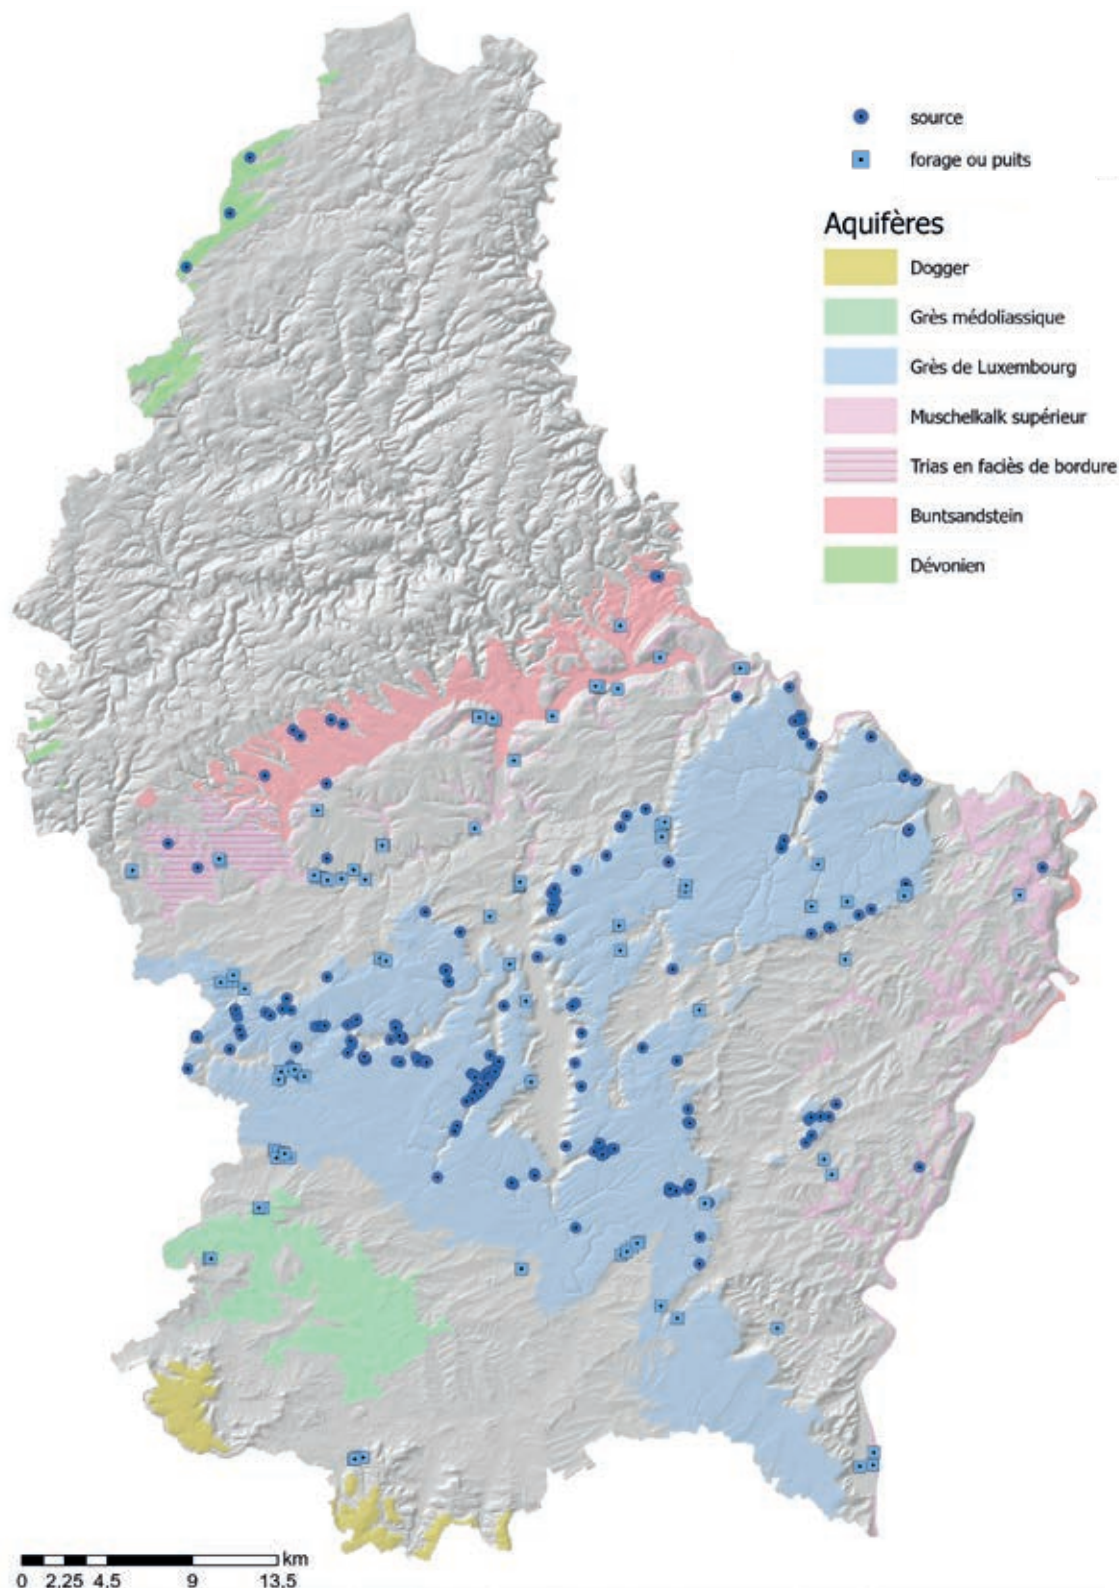 source
forage ou puits
Aquifères
Dogger
Grès médoliassique
Grès de Luxembourg
Muschelkalk supérieur
Trias en faciès de bordure
Buntsandstein
Dévonien
km
0 2.25 4.5 9 13.5